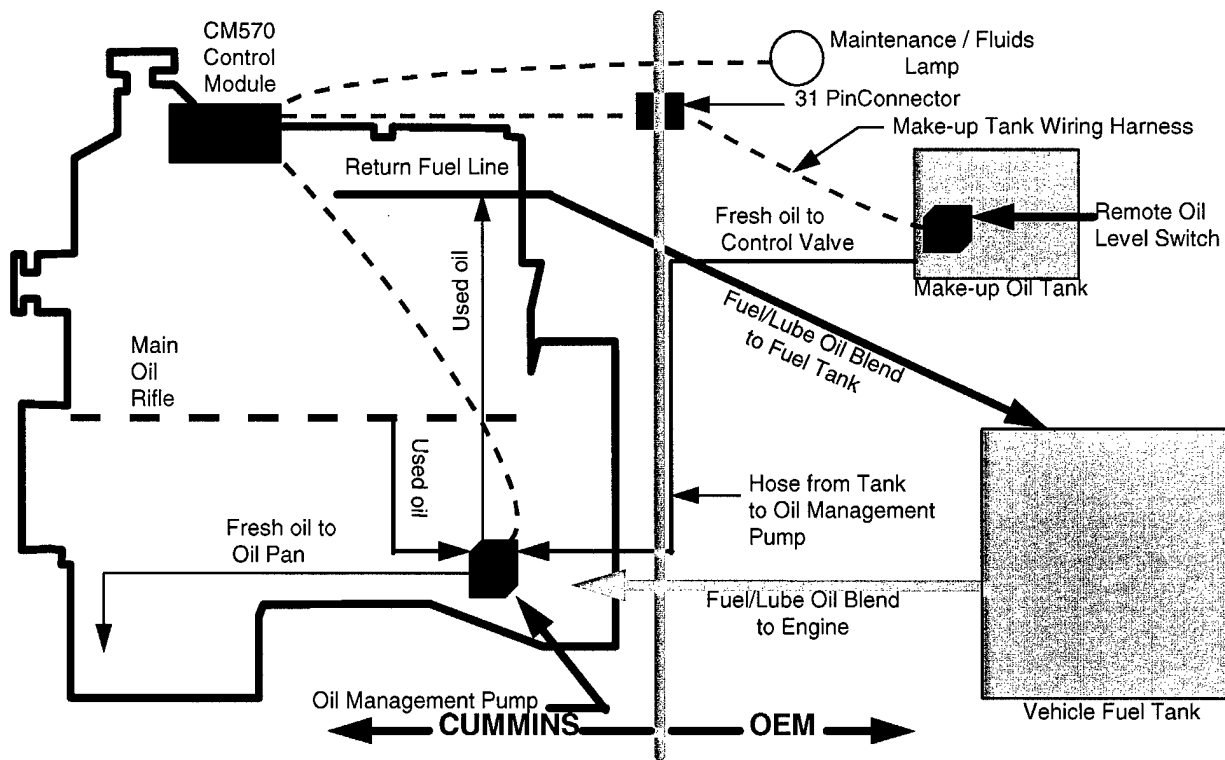 CM570
Control
Module
Maintenance / Fluids
Lamp
31 PinConnector
Make-up Tank Wiring Harness
Return Fuel Line
Fresh oil to
Control Valve
Remote Oil
Level Switch
Make-up Oil Tank
Used oil
Fuel/Lube Oil Blend
to Fuel Tank
Main
Oil
Rifle
Used oil
Hose from Tank
to Oil Management
Pump
Fresh oil to
Oil Pan
Fuel/Lube Oil Blend
to Engine
Oil Management Pump
Vehicle Fuel Tank
CUMMINS
OEM